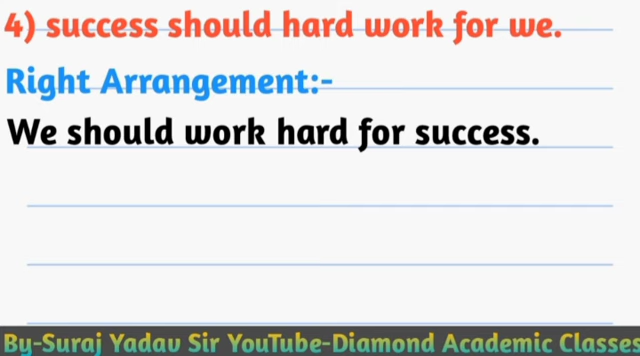 4) success should hard work for we.
Right Arrangement:-
We should work hard for success.
By-Suraj Yadav Sir YouTube-Diamond Academic Classes